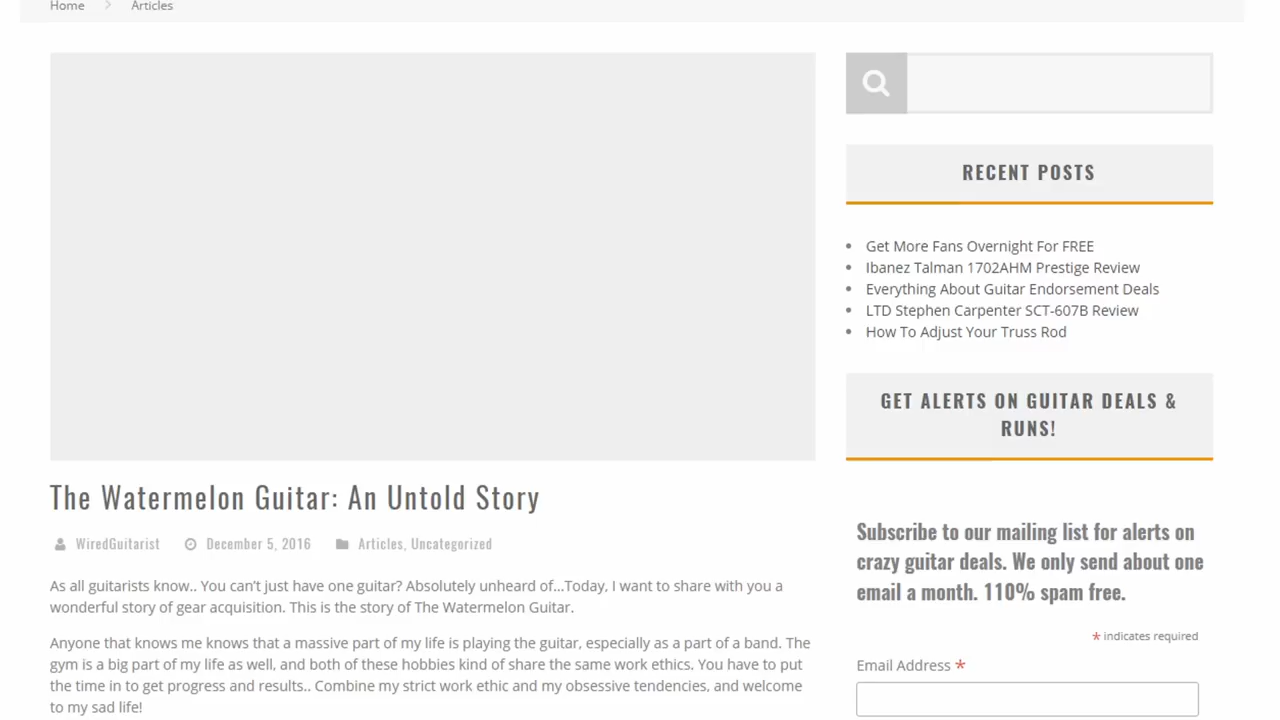 Home
Articles
The Watermelon Guitar: An Untold Story
WiredGuitarist
December 5, 2016
Articles, Uncategorized
As all guitarists know.. You can't just have one guitar? Absolutely unheard of...Today, I want to share with you a
wonderful story of gear acquisition. This is the story of The Watermelon Guitar.
Anyone that knows me knows that a massive part of my life is playing the guitar, especially as a part of a band. The
gym is a big part of my life as well, and both of these hobbies kind of share the same work ethics. You have to put
the time in to get progress and results.. Combine my strict work ethic and my obsessive tendencies, and welcome
to my sad life!
RECENT POSTS
Get More Fans Overnight For FREE
Ibanez Talman 1702AHM Prestige Review
Everything About Guitar Endorsement Deals
LTD Stephen Carpenter SCT-607B Review
How To Adjust Your Truss Rod
GET ALERTS ON GUITAR DEALS &
RUNS!
Subscribe to our mailing list for alerts on
crazy guitar deals. We only send about one
email a month. 110% spam free.
* indicates required
Email Address *